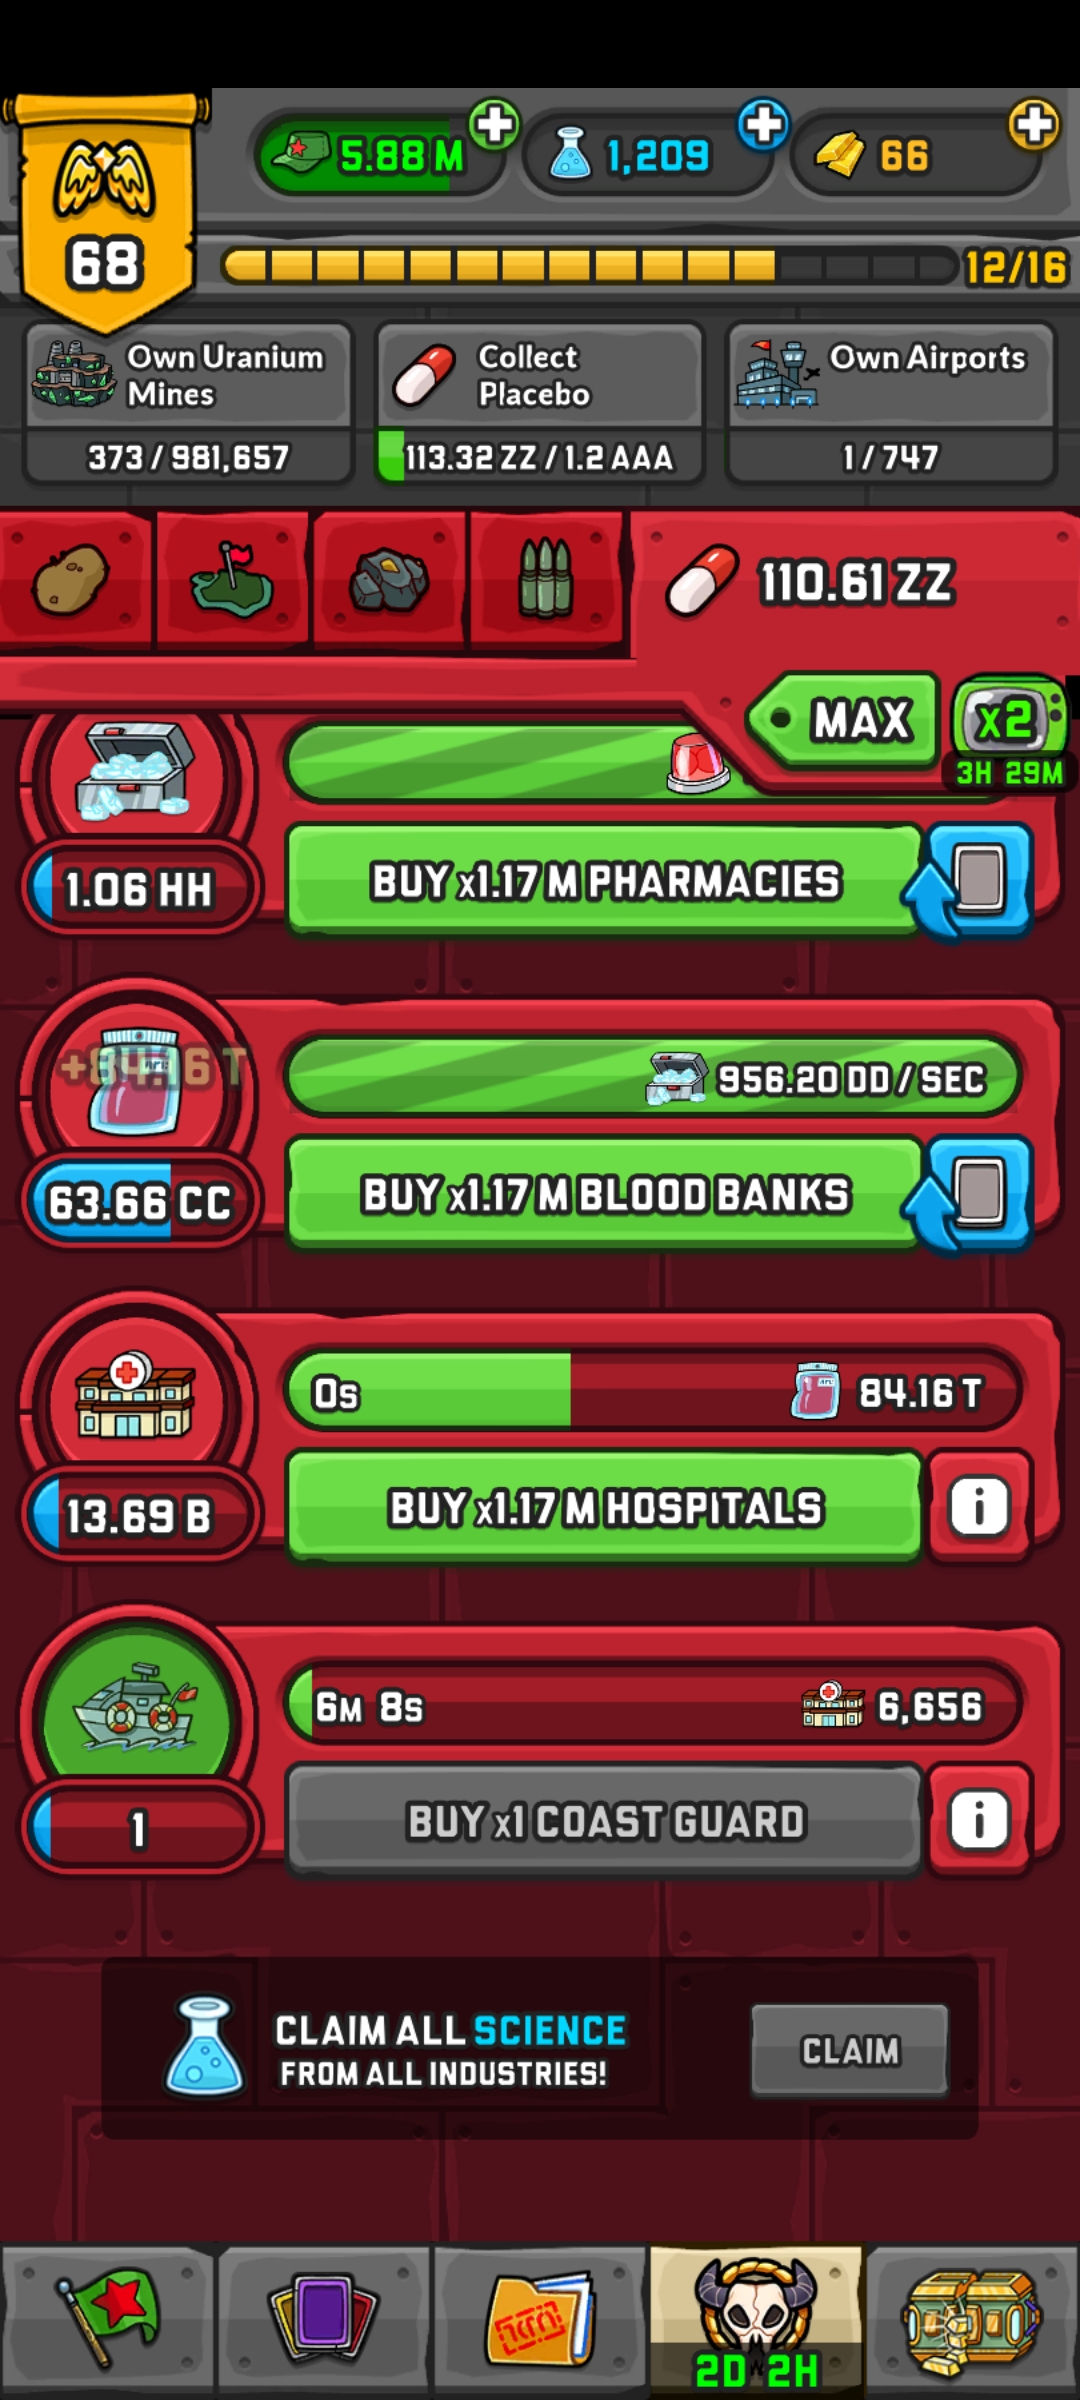 5.88 M
1,209
66
68
12/16
Own Uranium
Mines
373 / 981,657
Collect
Placebo
113.32 ZZ / 1.2 AAA
Own Airports
1 / 747
110.61 ZZ
MAX
x2
3H 29M
1.06 HH
BUY x1.17 M PHARMACIES
+84.16 T
956.20 DD / SEC
63.66 CC
BUY x1.17 M BLOOD BANKS
0s
84.16 T
13.69 B
BUY x1.17 M HOSPITALS
i
6M 8s
6,656
1
BUY x1 COAST GUARD
i
CLAIM ALL SCIENCE
FROM ALL INDUSTRIES!
CLAIM
2D 2H